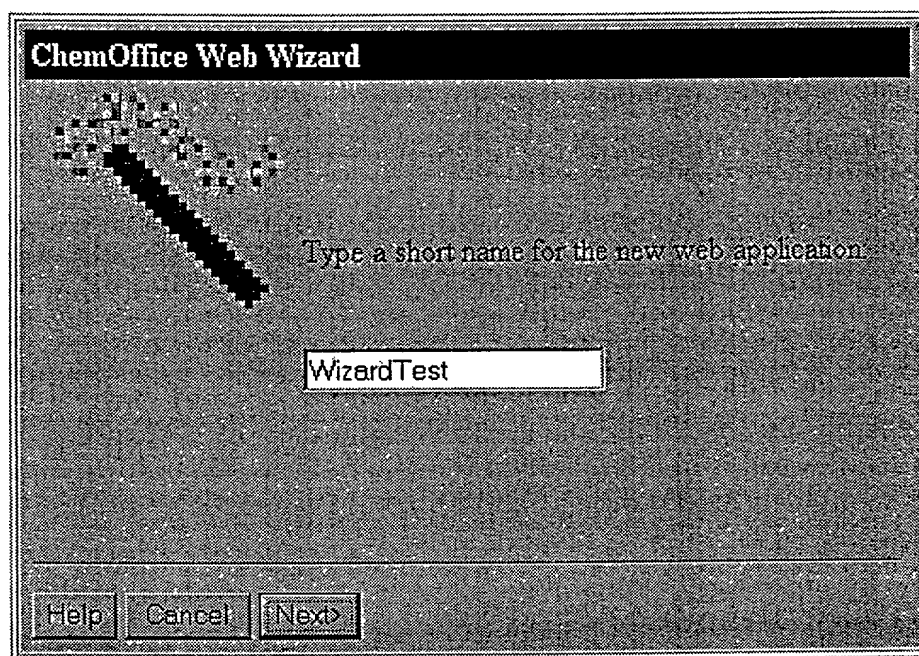 ChemOffice Web Wizard
Type a short name for the new web application:
WizardTest
Help Cancel Next>